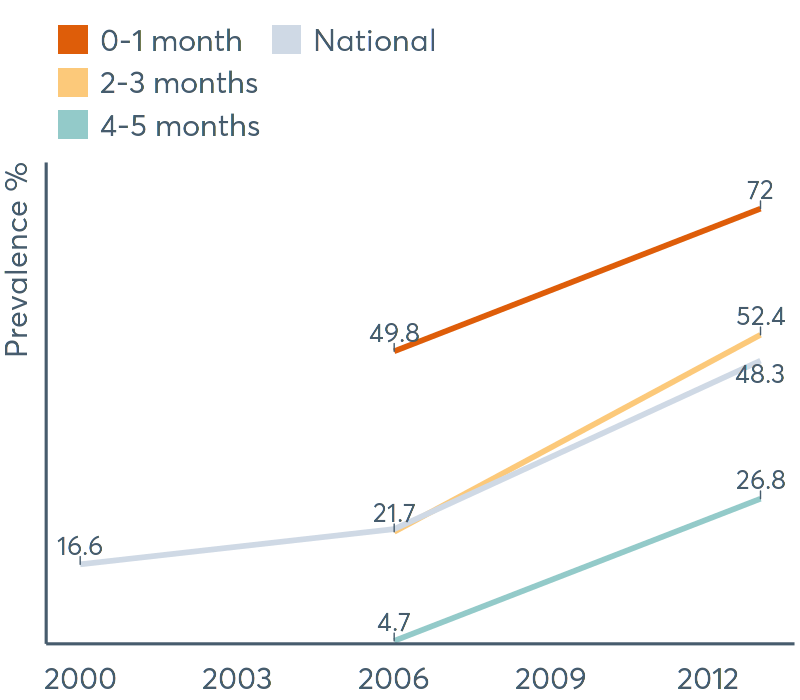 0-1 month National
2-3 months
4-5 months
Prevalence %
72
49.8
52.4
48.3
26.8
21.7
16.6
4.7
2000 2003 2006 2009 2012